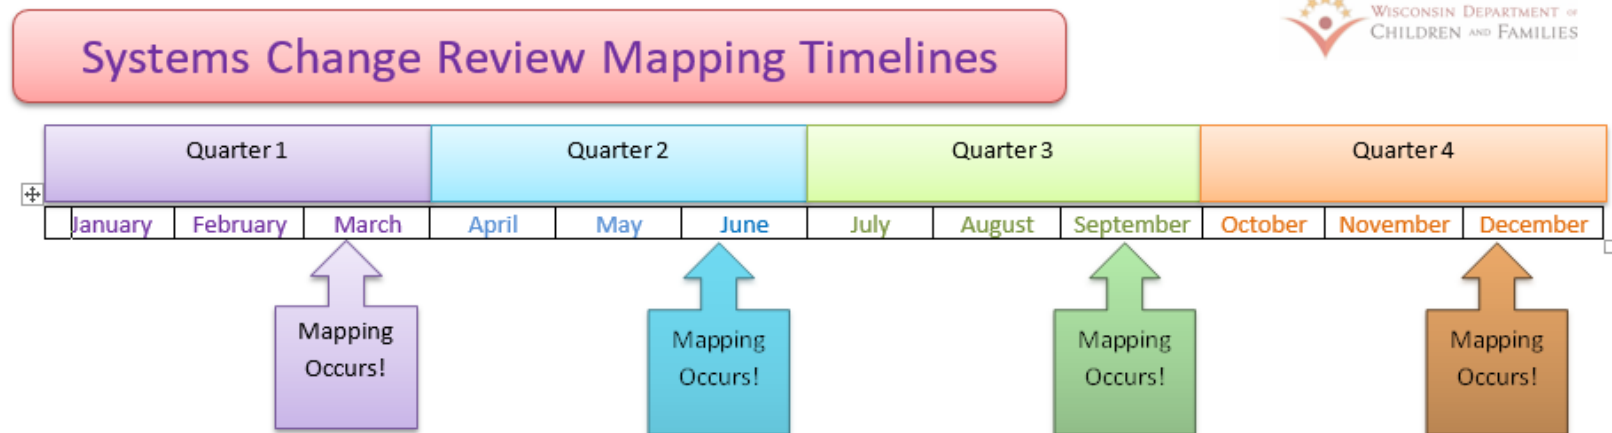 WISCONSIN DEPARTMENT OF
CHILDREN AND FAMILIES
Systems Change Review Mapping Timelines
Quarter 1 Quarter 2 Quarter 3 Quarter 4
January February March April May June July August September October November December
Mapping Mapping Mapping Mapping
Occurs! Occurs! Occurs! Occurs!